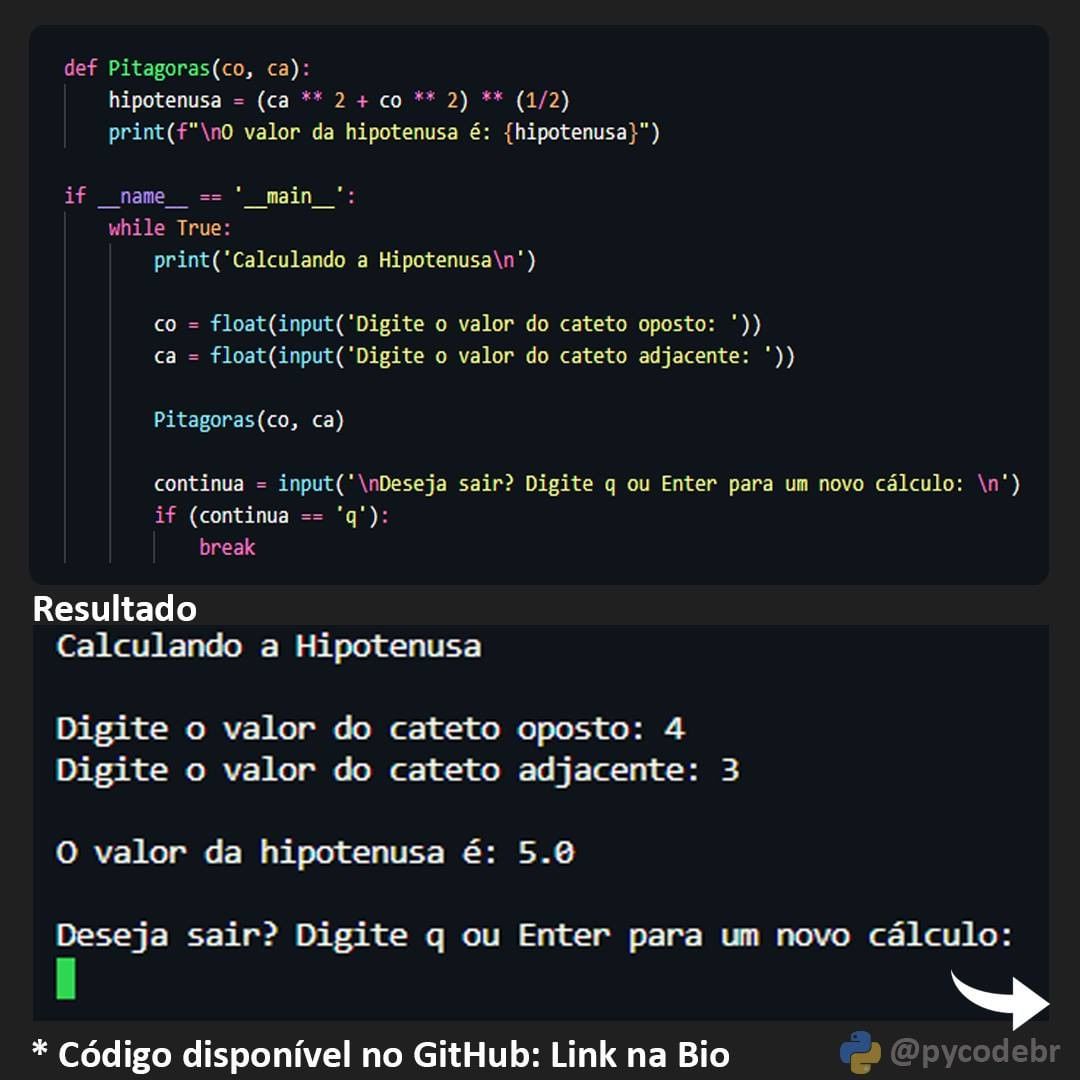 def Pitagoras(co, ca):
    hipotenusa = (ca ** 2 + co ** 2) ** (1/2)
    print(f"\nO valor da hipotenusa é: {hipotenusa}")
if __name__ == '__main__':
    while True:
        print('Calculando a Hipotenusa\n')
        co = float(input('Digite o valor do cateto oposto: '))
        ca = float(input('Digite o valor do cateto adjacente: '))
        Pitagoras(co, ca)
        continua = input('\nDeseja sair? Digite q ou Enter para um novo cálculo: \n')
        if (continua == 'q'):
            break
Resultado
Calculando a Hipotenusa
Digite o valor do cateto oposto: 4
Digite o valor do cateto adjacente: 3
O valor da hipotenusa é: 5.0
Deseja sair? Digite q ou Enter para um novo cálculo:
* Código disponível no GitHub: Link na Bio
@pycodebr